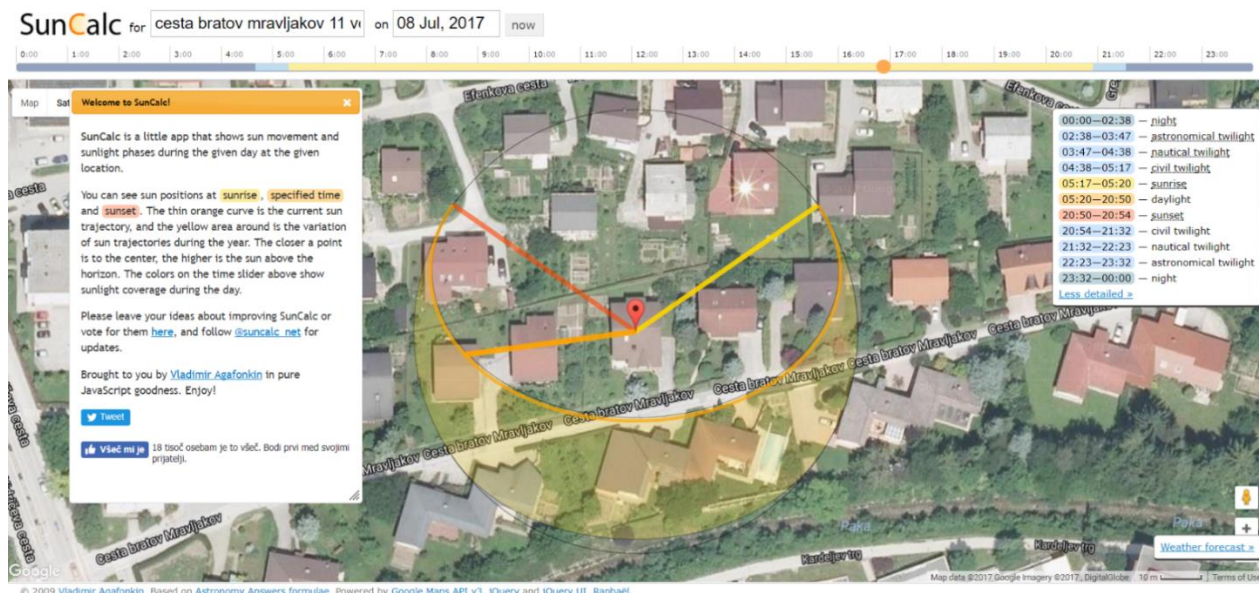 SunCalc for cesta bratov mravljakov 11 ve on 08 Jul, 2017 now
0:00 1:00 2:00 3:00 4:00 5:00 6:00 7:00 8:00 9:00 10:00 11:00 12:00 13:00 14:00 15:00 16:00 17:00 18:00 19:00 20:00 21:00 22:00 23:00
Map Sat
Welcome to SunCalc! ×
SunCalc is a little app that shows sun movement and
sunlight phases during the given day at the given
location.
You can see sun positions at sunrise , specified time
and sunset . The thin orange curve is the current sun
trajectory, and the yellow area around is the variation
of sun trajectories during the year. The closer a point
is to the center, the higher is the sun above the
horizon. The colors on the time slider above show
sunlight coverage during the day.
Please leave your ideas about improving SunCalc or
vote for them here, and follow @suncalc_net for
updates.
Brought to you by Vladimir Agafonkin in pure
JavaScript goodness. Enjoy!
Tweet
Všeč mi je 18 tisoč osebam je to všeč. Bodi prvi med svojimi
prijatelji.
00:00—02:38 — night
02:38—03:47 — astronomical twilight
03:47—04:38 — nautical twilight
04:38—05:17 — civil twilight
05:17—05:20 — sunrise
05:20—20:50 — daylight
20:50—20:54 — sunset
20:54—21:32 — civil twilight
21:32—22:23 — nautical twilight
22:23—23:32 — astronomical twilight
23:32—00:00 — night
Less detailed »
Efenkova cesta
Efenkova cesta
a cesta
Cesta bratov Mravljakov
Cesta bratov Mravljakov
Cesta bratov Mravljakov
Cesta bratov Mravljakov
Cesta bratov Mravljakov
Mravljakov
Cesta bratov Mravljakov
Cesta bratov Mravljakov
Paka
Paka
Kardeljev trg
Kardeljev trg
+
Weather forecast »
Google
Map data ©2017 Google Imagery ©2017 , DigitalGlobe 10 m Terms of Use
© 2009 Vladimir Agafonkin. Based on Astronomy Answers formulae. Powered by Google Maps API v3, jQuery and jQuery UI, Raphaël.